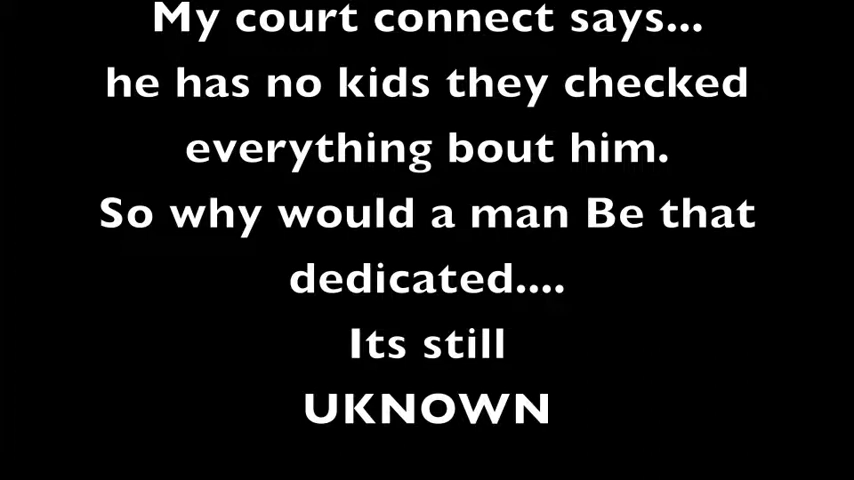 My court connect says...
he has no kids they checked
everything bout him.
So why would a man Be that
dedicated....
Its still
UKNOWN